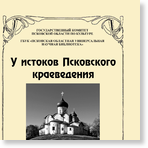 ГОСУДАРСТВЕННЫЙ КОМИТЕТ
ПСКОВСКОЙ ОБЛАСТИ ПО КУЛЬТУРЕ
ГБУК «ПСКОВСКАЯ ОБЛАСТНАЯ УНИВЕРСАЛЬНАЯ
НАУЧНАЯ БИБЛИОТЕКА»
У истоков Псковского
краеведения